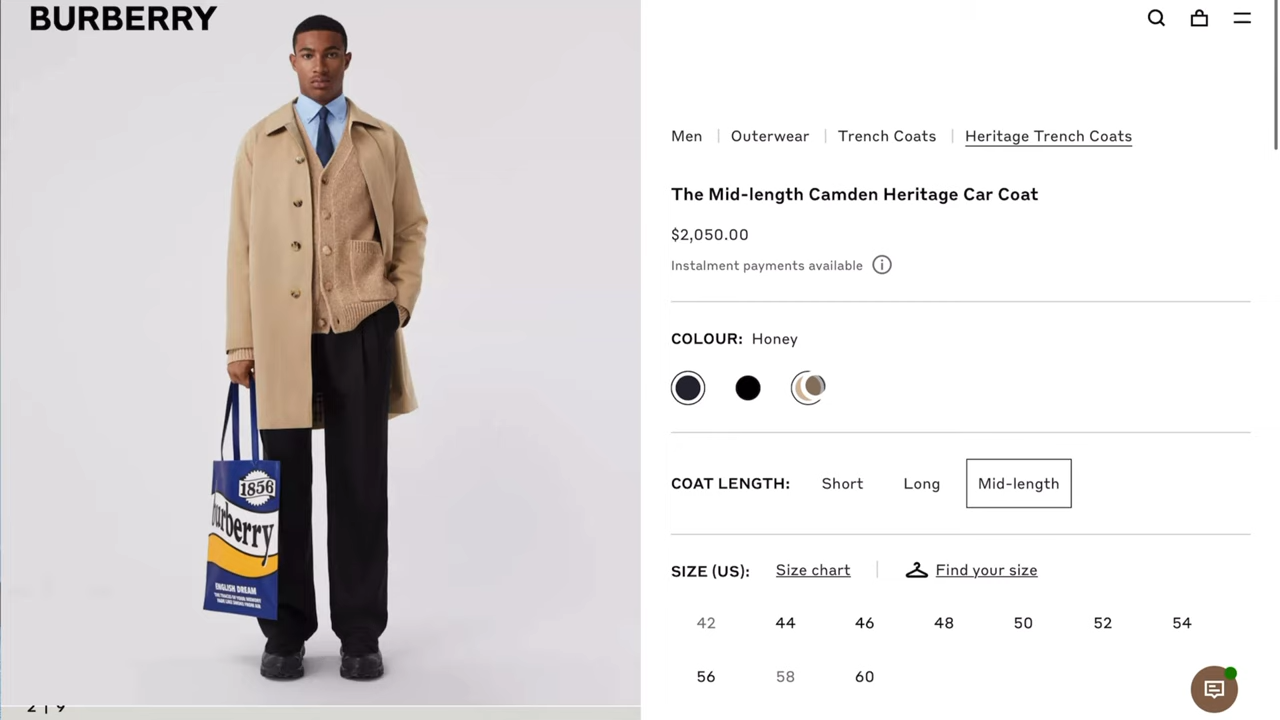 BURBERRY
Men | Outerwear | Trench Coats | Heritage Trench Coats
The Mid-length Camden Heritage Car Coat
$2,050.00
Instalment payments available
COLOUR: Honey
COAT LENGTH: Short Long Mid-length
SIZE (US): Size chart | Find your size
42 44 46 48 50 52 54
56 58 60
1856
burberry
ENGLISH DREAM
2 | 9